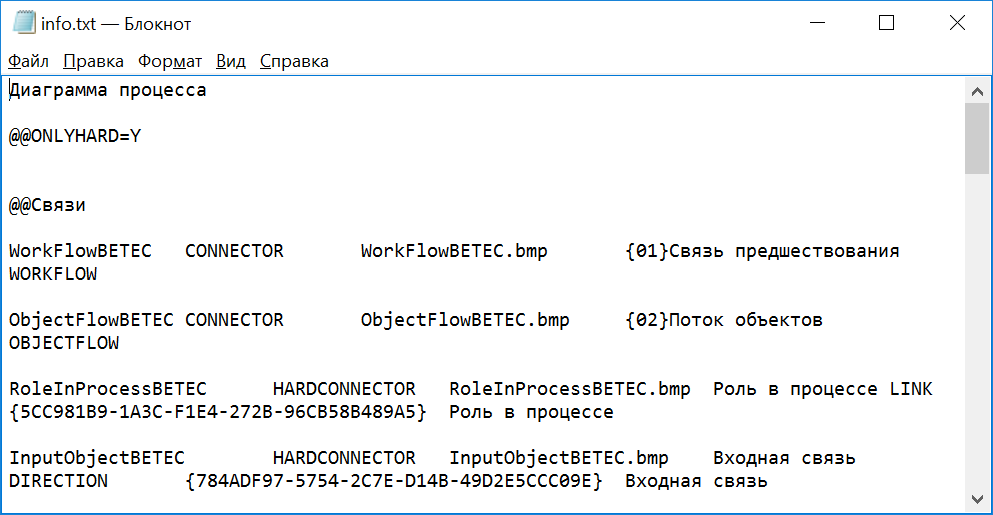 info.txt — Блокнот
Файл Правка Формат Вид Справка
Диаграмма процесса
@@ONLYHARD=Y
@@Связи
WorkFlowBETEC CONNECTOR WorkFlowBETEC.bmp {01}Связь предшествования
WORKFLOW
ObjectFlowBETEC CONNECTOR ObjectFlowBETEC.bmp {02}Поток объектов
OBJECTFLOW
RoleInProcessBETEC HARDCONNECTOR RoleInProcessBETEC.bmp Роль в процессе LINK
{5CC981B9-1A3C-F1E4-272B-96CB58B489A5} Роль в процессе
InputObjectBETEC HARDCONNECTOR InputObjectBETEC.bmp Входная связь
DIRECTION {784ADF97-5754-2C7E-D14B-49D2E5CCC09E} Входная связь